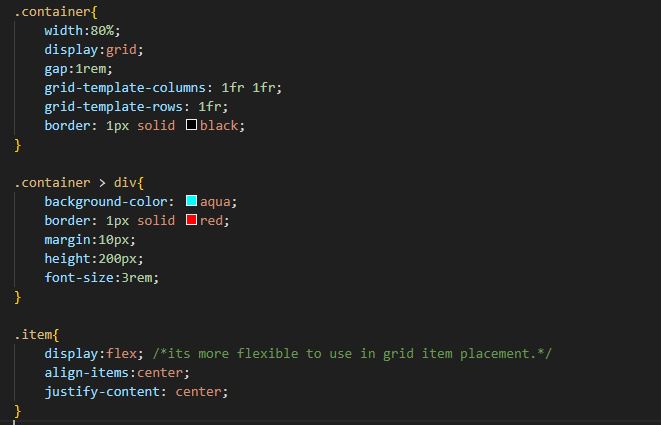 .container{
width:80%;
display:grid;
gap:1rem;
grid-template-columns: 1fr 1fr;
grid-template-rows: 1fr;
border: 1px solid black;
}
.container > div{
background-color: aqua;
border: 1px solid red;
margin:10px;
height:200px;
font-size:3rem;
}
.item{
display:flex; /*its more flexible to use in grid item placement.*/
align-items:center;
justify-content: center;
}